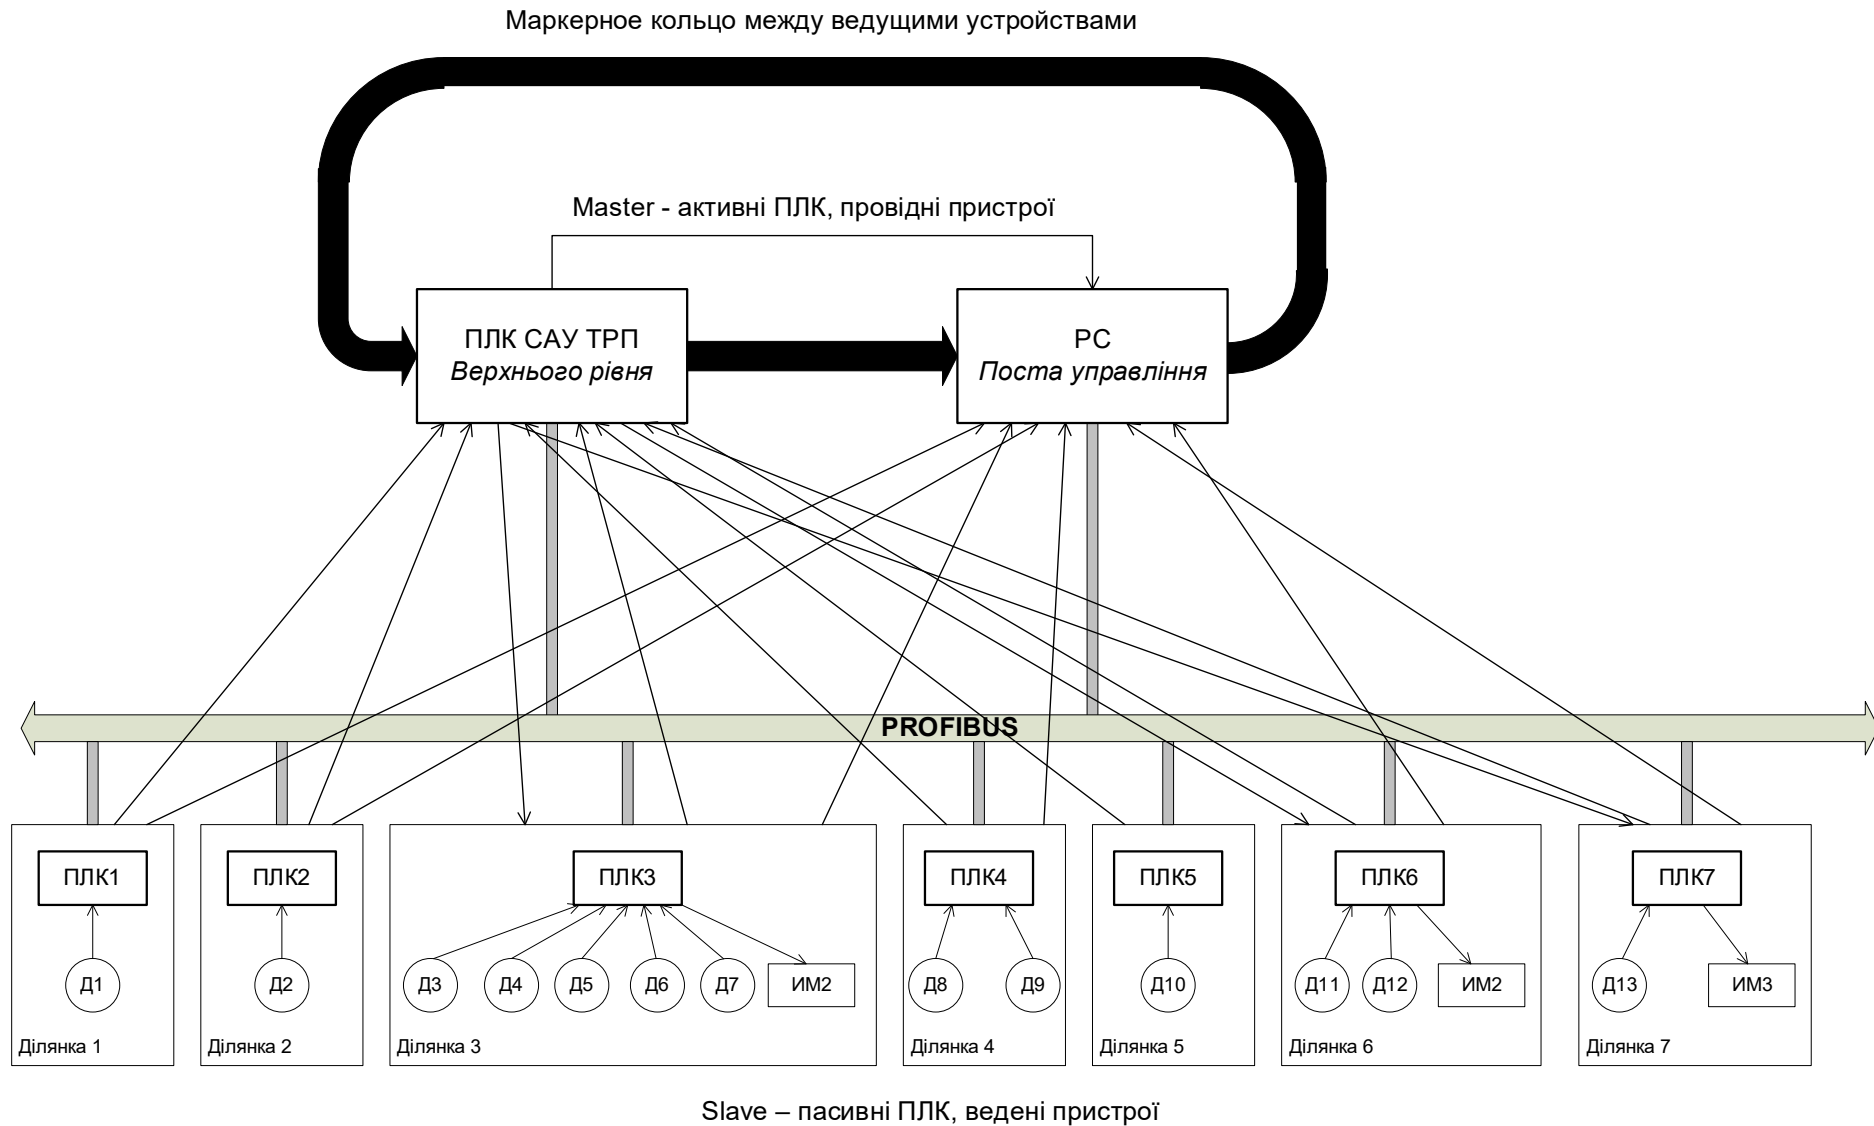 Маркерное кольцо между ведущими устройствами
Master - активні ПЛК, провідні пристрої
ПЛК САУ ТРП
Верхнього рівня
PC
Поста управління
PROFIBUS
ПЛК1
ПЛК2
ПЛК3
ПЛК4
ПЛК5
ПЛК6
ПЛК7
Д1
Д2
Д3
Д4
Д5
Д6
Д7
ИМ2
Д8
Д9
Д10
Д11
Д12
ИМ2
Д13
ИМ3
Ділянка 1
Ділянка 2
Ділянка 3
Ділянка 4
Ділянка 5
Ділянка 6
Ділянка 7
Slave – пасивні ПЛК, ведені пристрої